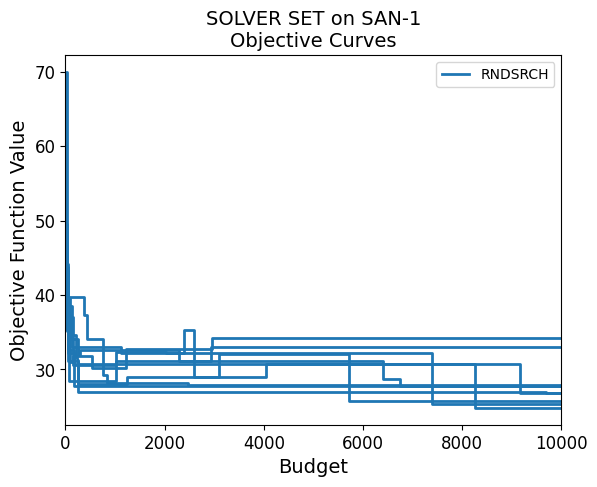 SOLVER SET on SAN-1
Objective Curves
RNDSRCH
Objective Function Value
70
60
50
40
30
0
2000
4000
6000
8000
10000
Budget